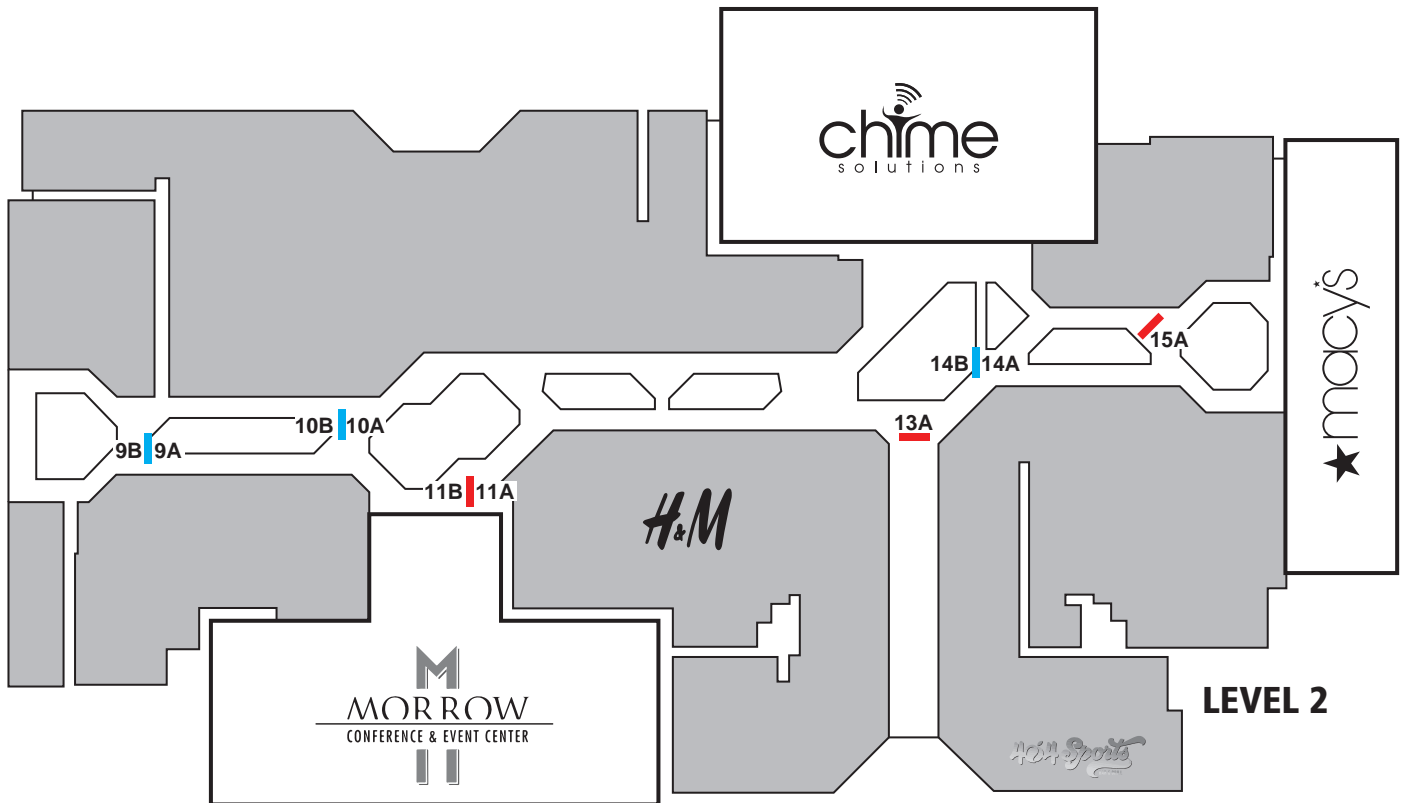 chime
solutions
macy's
15A
14B
14A
13A
10B
10A
9B
9A
11B
11A
H&M
LEVEL 2
M
MORROW
CONFERENCE & EVENT CENTER
H&H Sports